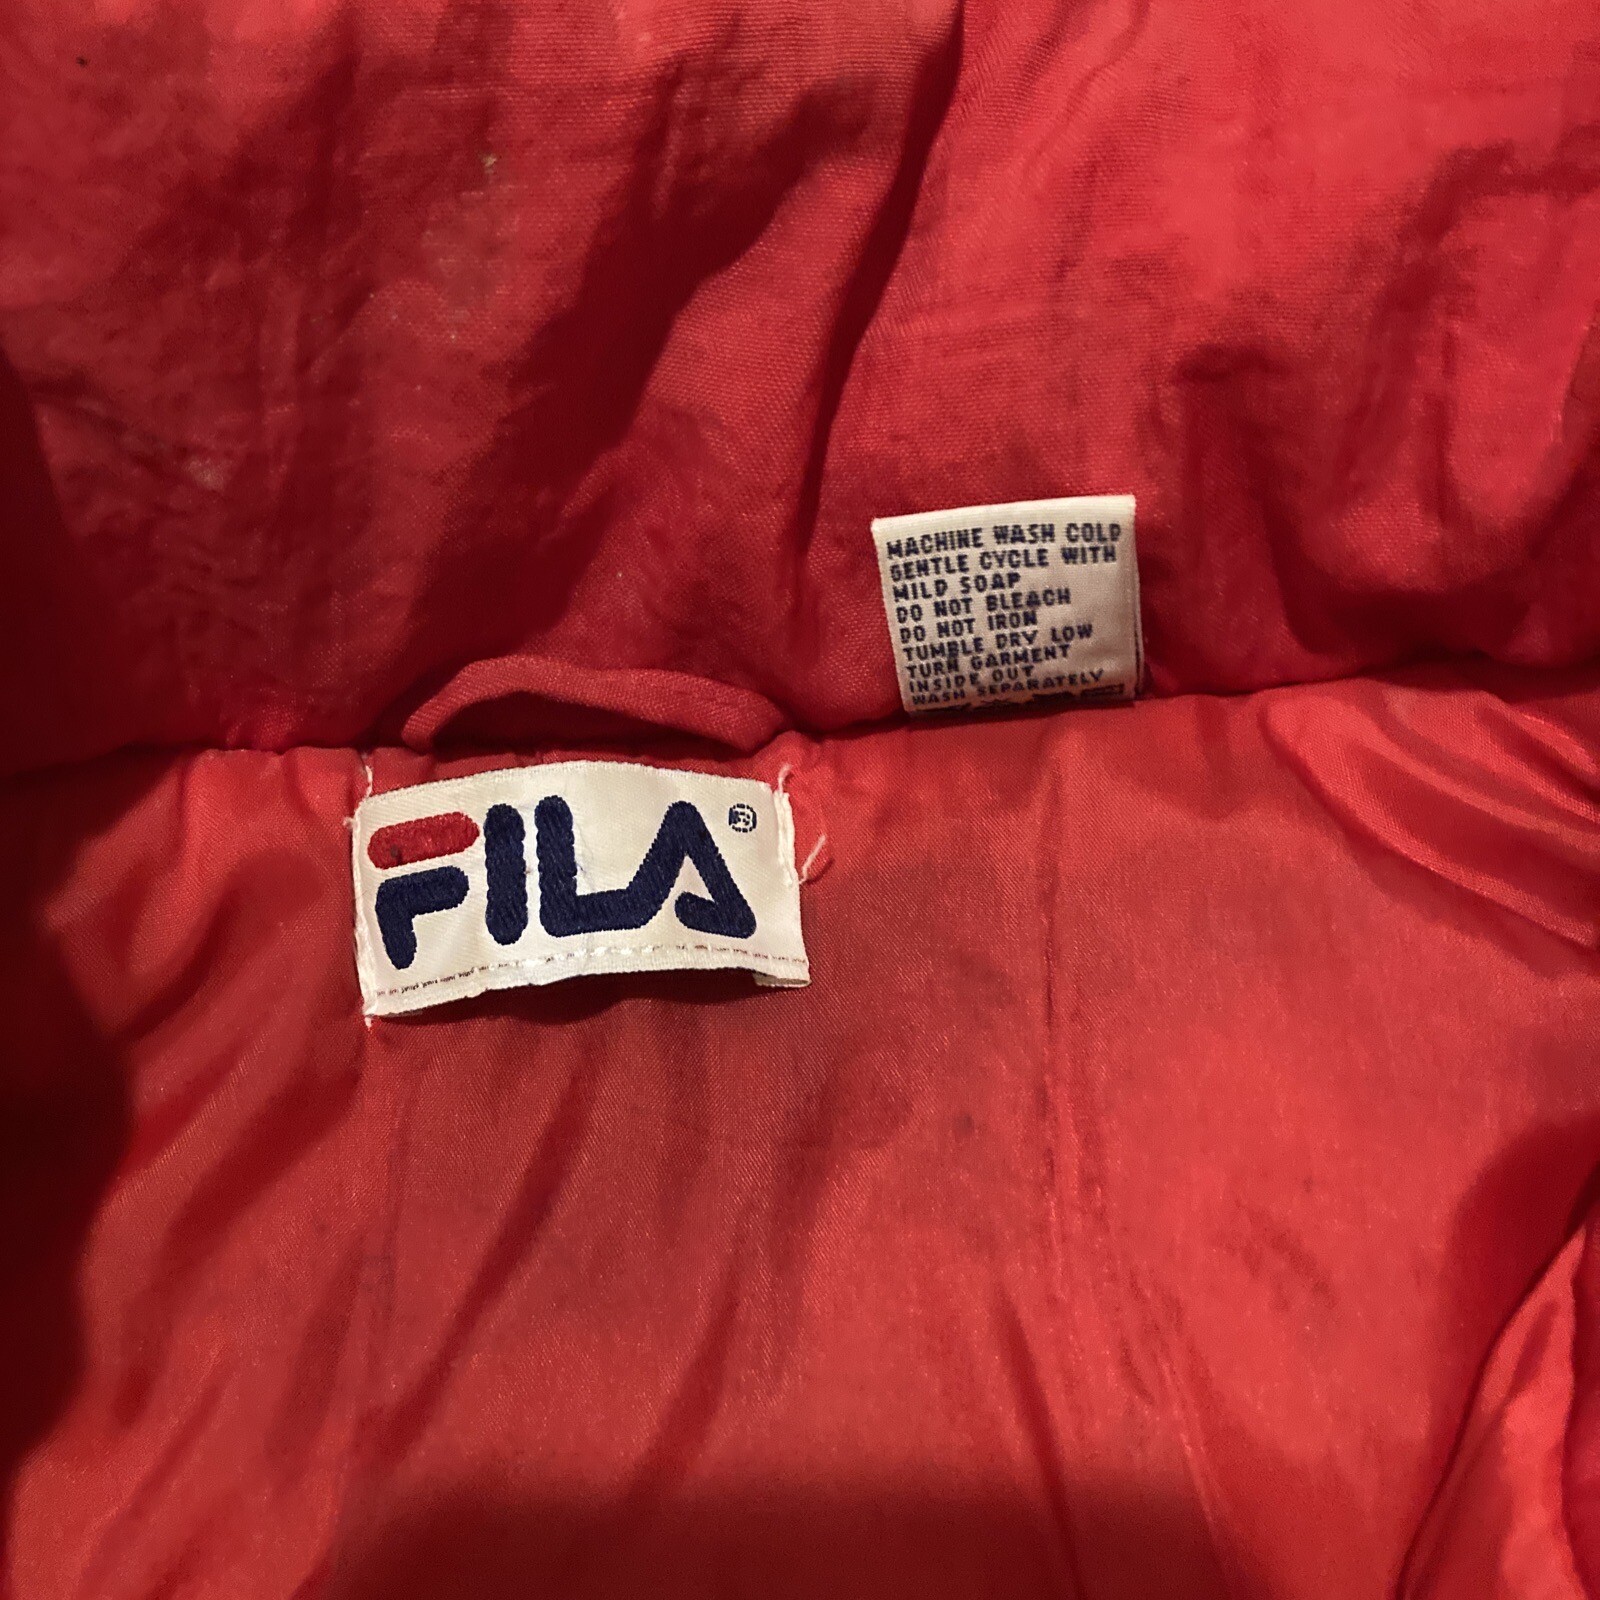 MACHINE WASH COLD
GENTLE CYCLE WITH
MILD SOAP
DO NOT BLEACH
DO NOT IRON
TUMBLE DRY LOW
TURN GARMENT
INSIDE OUT
WASH SEPARATELY
FILA®